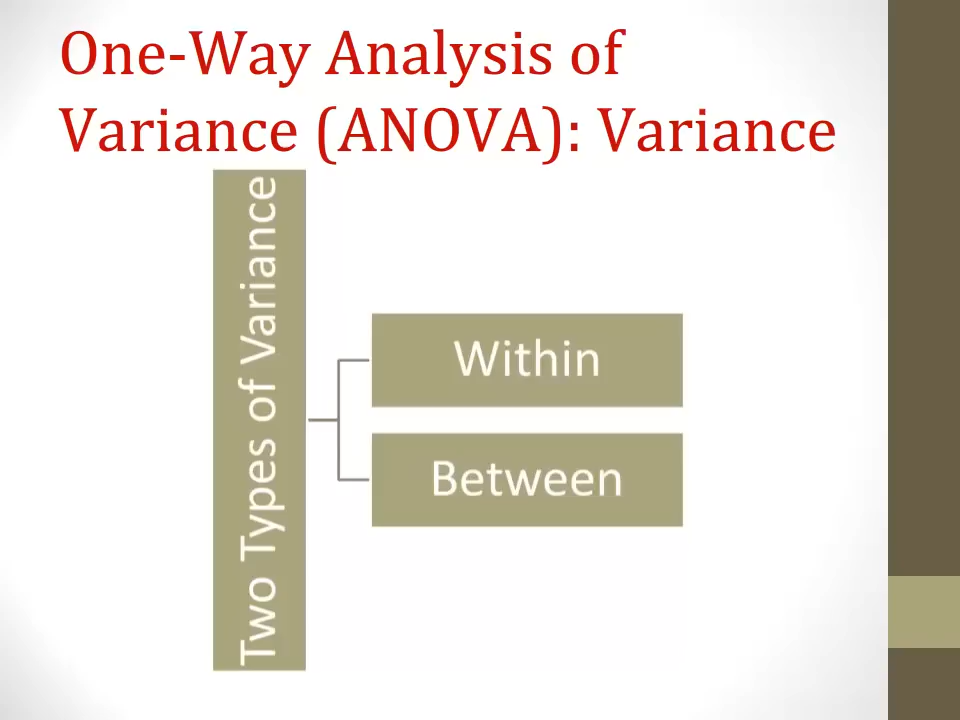 One-Way Analysis of
Variance (ANOVA): Variance
Two Types of Variance
Within
Between